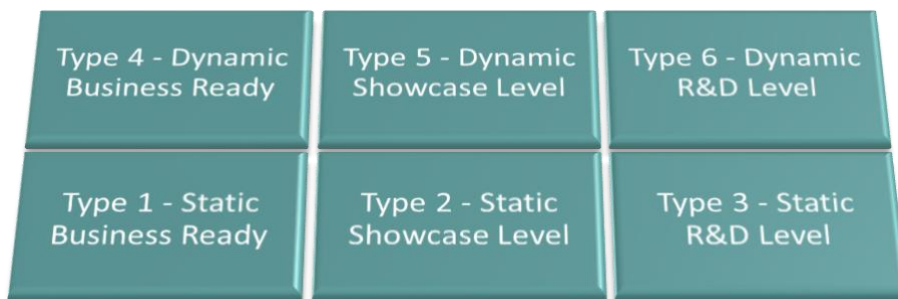 Type 4 - Dynamic
Business Ready
Type 5 - Dynamic
Showcase Level
Type 6 - Dynamic
R&D Level
Type 1 - Static
Business Ready
Type 2 - Static
Showcase Level
Type 3 - Static
R&D Level